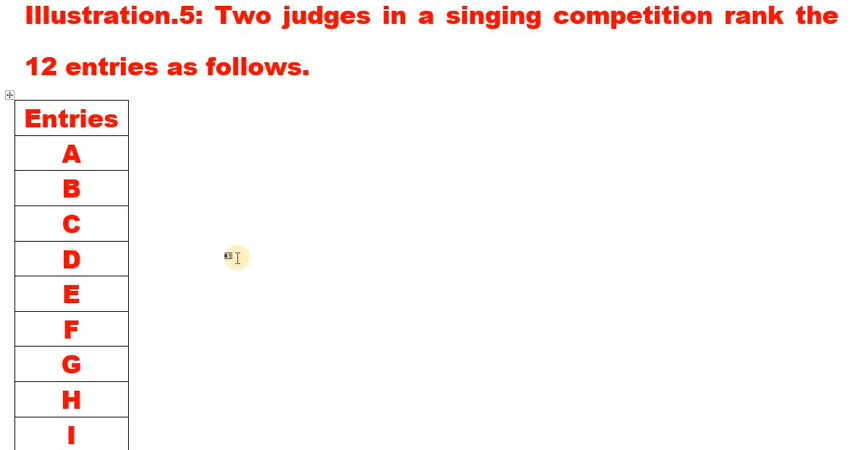 Illustration.5: Two judges in a singing competition rank the
12 entries as follows.
Entries
A
B
C
D
E
F
G
H
I